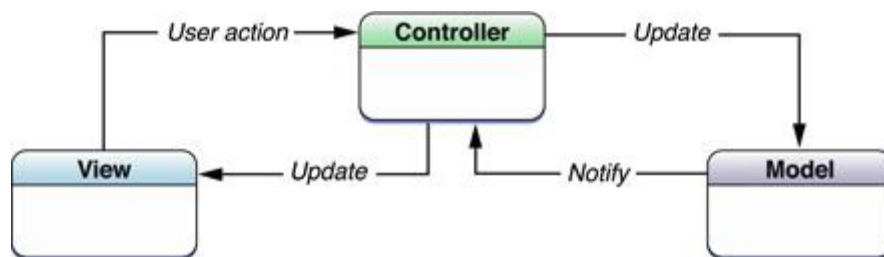 User action
Controller
Update
View
Update
Notify
Model